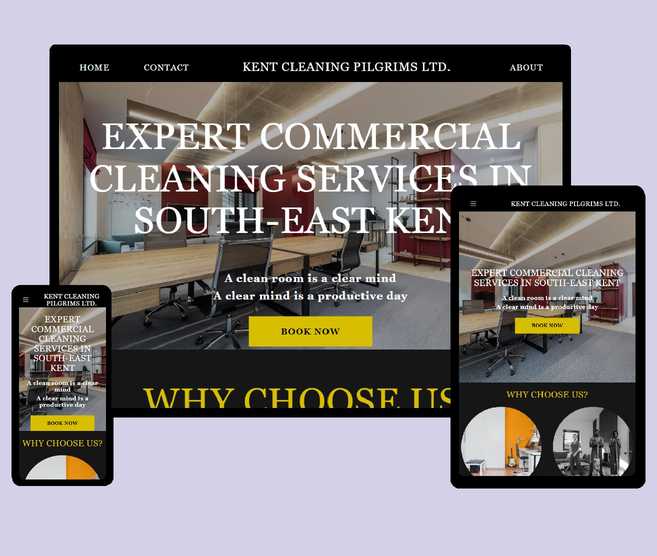 HOME CONTACT KENT CLEANING PILGRIMS LTD. ABOUT
EXPERT COMMERCIAL
CLEANING SERVICES IN
SOUTH-EAST KEN
A clean room is a clear mind
A clear mind is a productive day
BOOK NOW
WHY CHOOSE US
KENT CLEANING
PILGRIMS LTD.
EXPERT
COMMERCIAL
CLEANING
SERVICES IN
SOUTH-EAST
KENT
A clean room is a clear
mind
A clear mind is a
productive day
BOOK NOW
WHY CHOOSE US?
KENT CLEANING PILGRIMS LTD.
EXPERT COMMERCIAL CLEANING
SERVICES IN SOUTH-EAST KENT
A clean room is a clear mind
A clear mind is a productive day
BOOK NOW
WHY CHOOSE US?